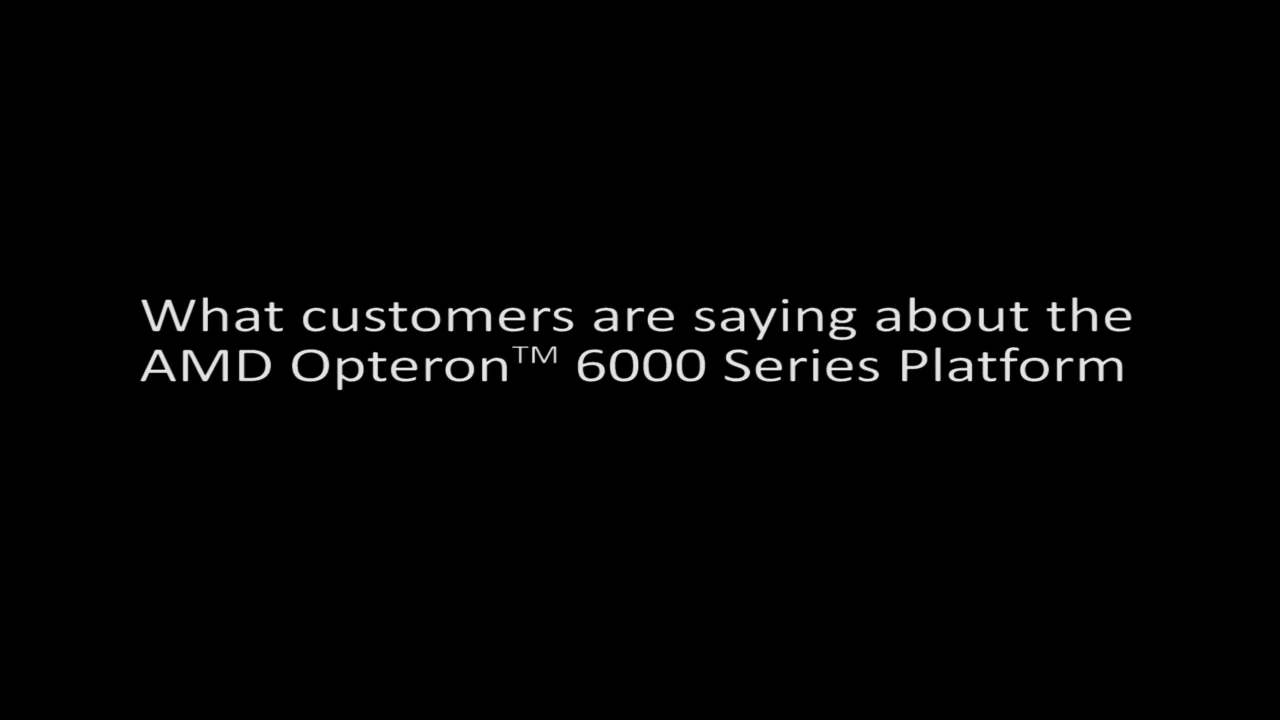 What customers are saying about the
AMD Opteron™ 6000 Series Platform